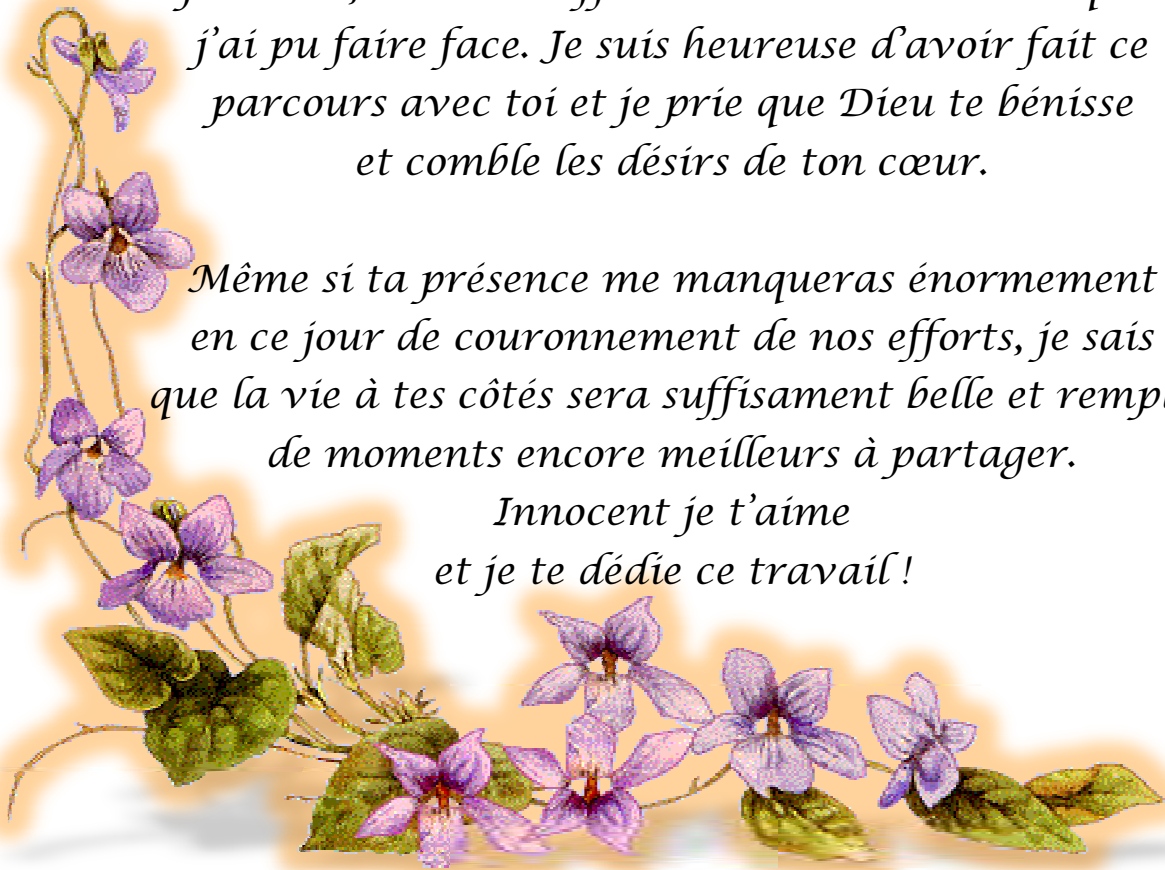 j'ai pu faire face. Je suis heureuse d'avoir fait ce
parcours avec toi et je prie que Dieu te bénisse
et comble les désirs de ton cœur.
Même si ta présence me manqueras énormement
en ce jour de couronnement de nos efforts, je sais
que la vie à tes côtés sera suffisament belle et
de moments encore meilleurs à partager.
Innocent je t'aime
et je te dédie ce travail !